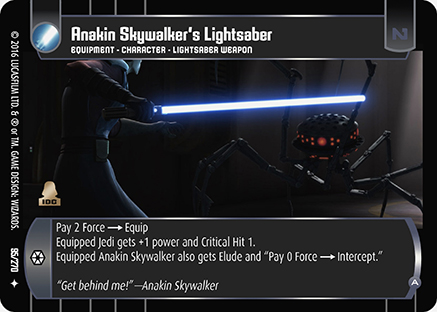 Anakin Skywalker's Lightsaber
EQUIPMENT - CHARACTER - LIGHTSABER WEAPON
N
© 2016 LUCASFILM LTD. & ® or TM. GAME DESIGN: WIZARDS.
85/270
IDC
Pay 2 Force → Equip
Equipped Jedi gets +1 power and Critical Hit 1.
Equipped Anakin Skywalker also gets Elude and "Pay 0 Force → Intercept."
"Get behind me!" —Anakin Skywalker
A